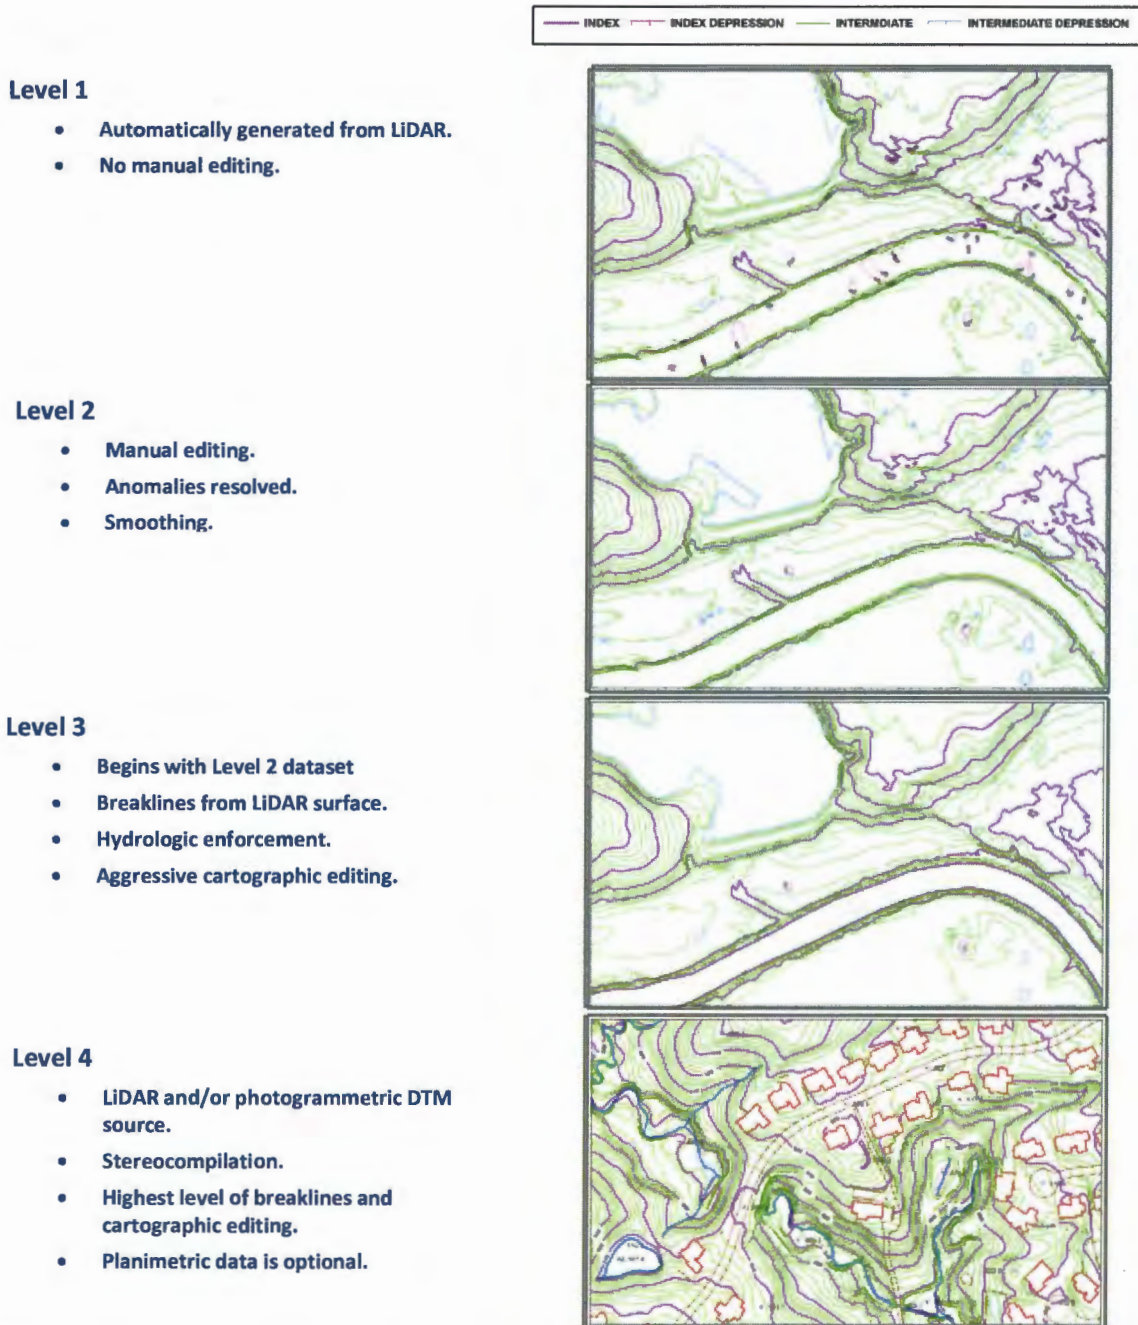 INDEX INDEX DEPRESSION INTERMDIATE INTERMEDIATE DEPRESSION
Level 1
• Automatically generated from LiDAR.
• No manual editing.
Level 2
• Manual editing.
• Anomalies resolved.
• Smoothing.
Level 3
• Begins with Level 2 dataset
• Breaklines from LiDAR surface.
• Hydrologic enforcement.
• Aggressive cartographic editing.
Level 4
• LiDAR and/or photogrammetric DTM
source.
• Stereocompilation.
• Highest level of breaklines and
cartographic editing.
• Planimetric data is optional.